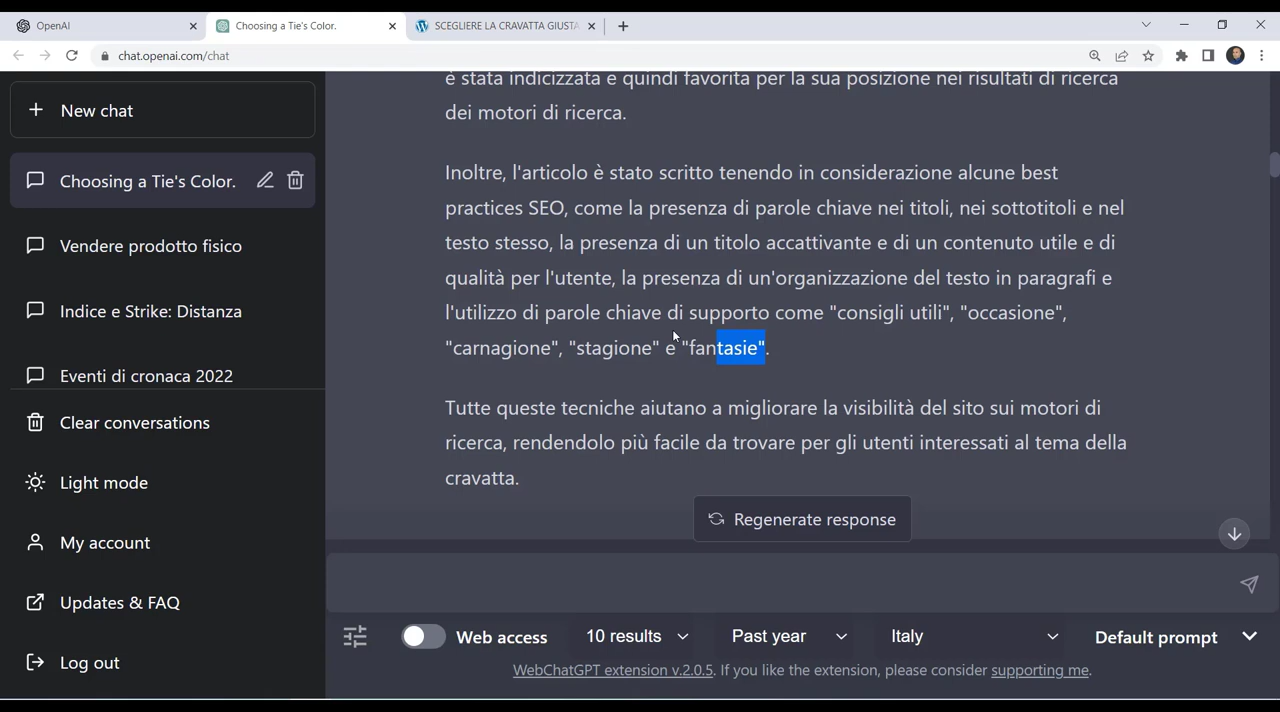 OpenAI
Choosing a Tie's Color.
SCEGLIERE LA CRAVATTA GIUSTA
chat.openai.com/chat
New chat
Choosing a Tie's Color.
Vendere prodotto fisico
Indice e Strike: Distanza
Eventi di cronaca 2022
Clear conversations
Light mode
My account
Updates & FAQ
Log out
è stata indicizzata e quindi favorita per la sua posizione nei risultati di ricerca
dei motori di ricerca.
Inoltre, l'articolo è stato scritto tenendo in considerazione alcune best
practices SEO, come la presenza di parole chiave nei titoli, nei sottotitoli e nel
testo stesso, la presenza di un titolo accattivante e di un contenuto utile e di
qualità per l'utente, la presenza di un'organizzazione del testo in paragrafi e
l'utilizzo di parole chiave di supporto come "consigli utili", "occasione",
"carnagione", "stagione" e "fantasie".
Tutte queste tecniche aiutano a migliorare la visibilità del sito sui motori di
ricerca, rendendolo più facile da trovare per gli utenti interessati al tema della
cravatta.
Regenerate response
Web access
10 results
Past year
Italy
Default prompt
WebChatGPT extension v.2.0.5. If you like the extension, please consider supporting me.